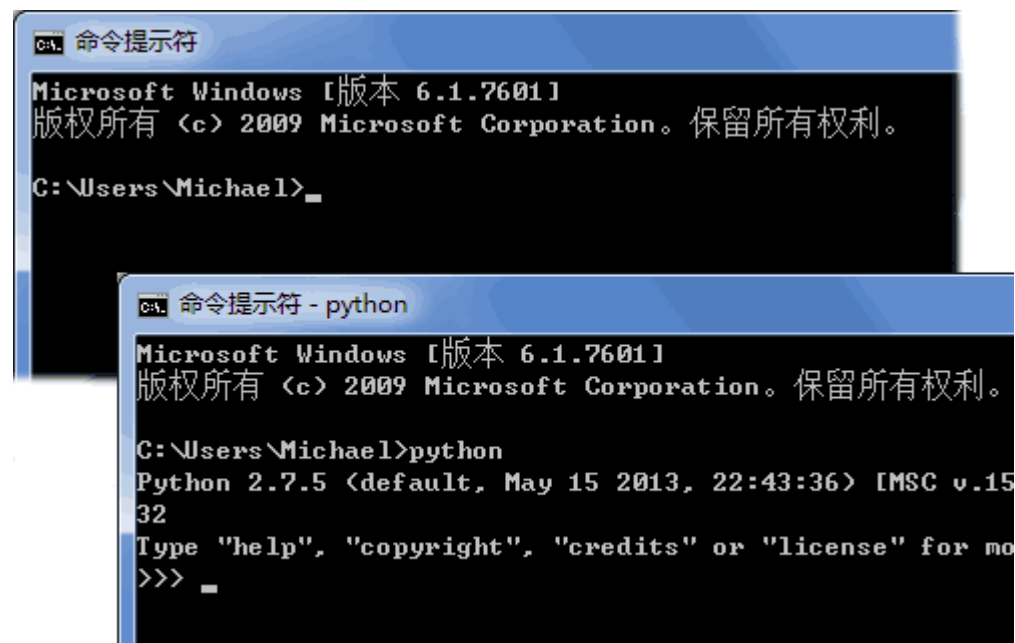 命令提示符
Microsoft Windows [版本 6.1.7601]
版权所有 (c) 2009 Microsoft Corporation。保留所有权利。
C:\Users\Michael>_
命令提示符 - python
Microsoft Windows [版本 6.1.7601]
版权所有 (c) 2009 Microsoft Corporation。保留所有权利。
C:\Users\Michael>python
Python 2.7.5 (default, May 15 2013, 22:43:36) [MSC v.15
32
Type "help", "copyright", "credits" or "license" for mo
>>> _